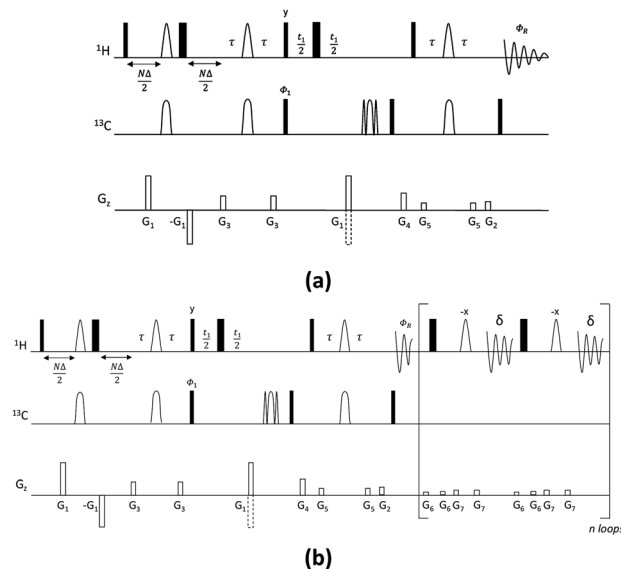 y
t₁/2 t₁/2
τ τ τ τ
Φ_R
¹H
NΔ/2 NΔ/2
Φ₁
¹³C
G_z
G₁ -G₁ G₃ G₃ G₁ G₄ G₅ G₅ G₂
(a)
y -x δ -x δ
t₁/2 t₁/2
τ τ τ τ Φ_R
¹H
NΔ/2 NΔ/2
Φ₁
¹³C
G_z
G₁ -G₁ G₃ G₃ G₁ G₄ G₅ G₅ G₂ G₆ G₆ G₇ G₇ G₆ G₆ G₇ G₇
n loops
(b)